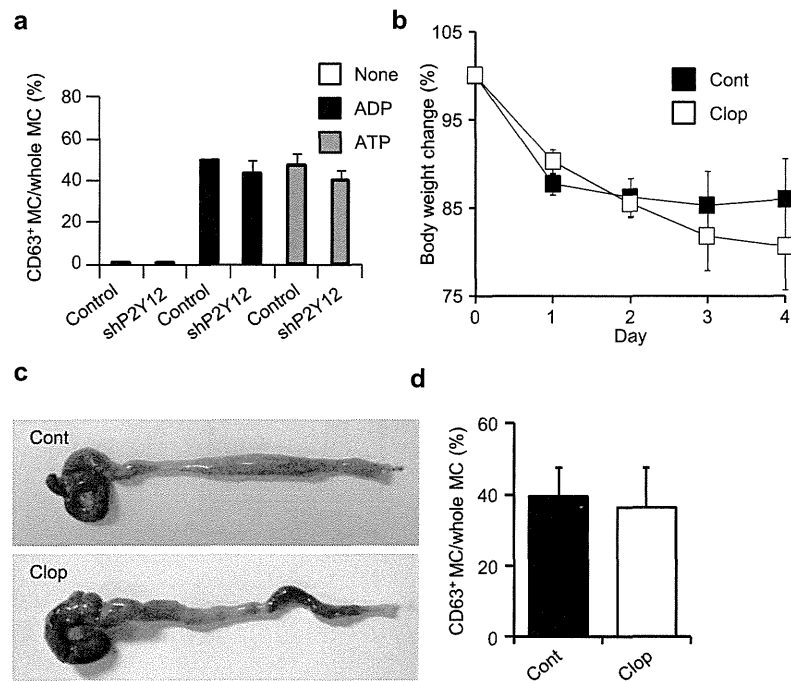 a
None
ADP
ATP
CD63⁺ MC/whole MC (%)
80
60
40
20
0
Control
shP2Y12
Control
shP2Y12
Control
shP2Y12
b
Cont
Clop
Body weight change (%)
105
95
85
75
0 1 2 3 4
Day
c
Cont
Clop
d
CD63⁺ MC/whole MC (%)
60
40
20
0
Cont
Clop